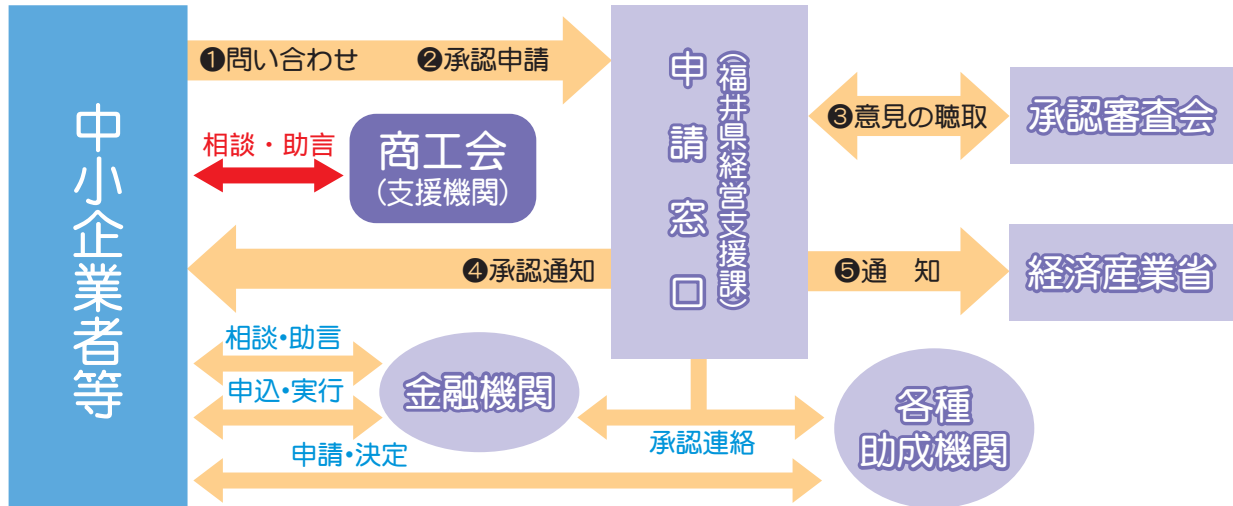 中小企業者等
❶問い合わせ
❷承認申請
相談・助言
商工会
(支援機関)
申請窓口
(福井県経営支援課)
❸意見の聴取
承認審査会
❹承認通知
❺通　知
経済産業省
相談・助言
申込・実行
金融機関
承認連絡
各種
助成機関
申請・決定